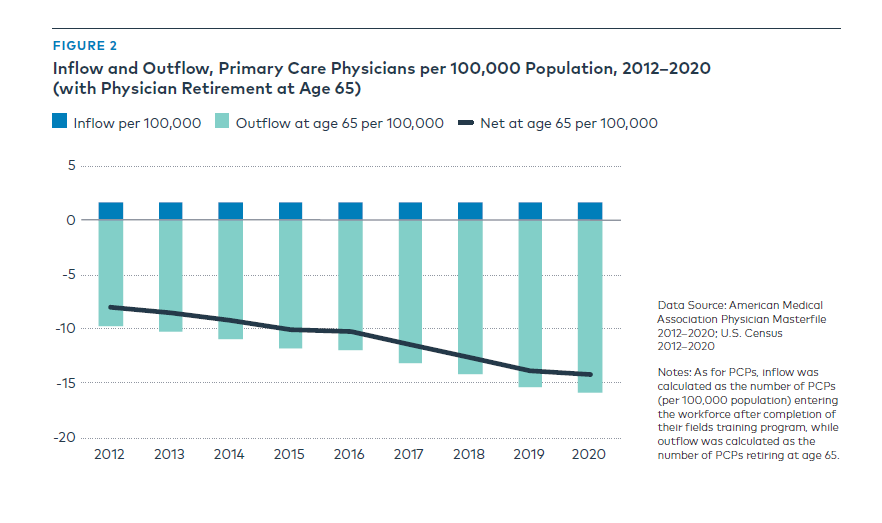 FIGURE 2
Inflow and Outflow, Primary Care Physicians per 100,000 Population, 2012–2020
(with Physician Retirement at Age 65)
Inflow per 100,000 Outflow at age 65 per 100,000 Net at age 65 per 100,000
5
0
-5
-10
-15
-20
2012 2013 2014 2015 2016 2017 2018 2019 2020
Data Source: American Medical
Association Physician Masterfile
2012–2020; U.S. Census
2012–2020
Notes: As for PCPs, inflow was
calculated as the number of PCPs
(per 100,000 population) entering
the workforce after completion of
their fields training program, while
outflow was calculated as the
number of PCPs retiring at age 65.